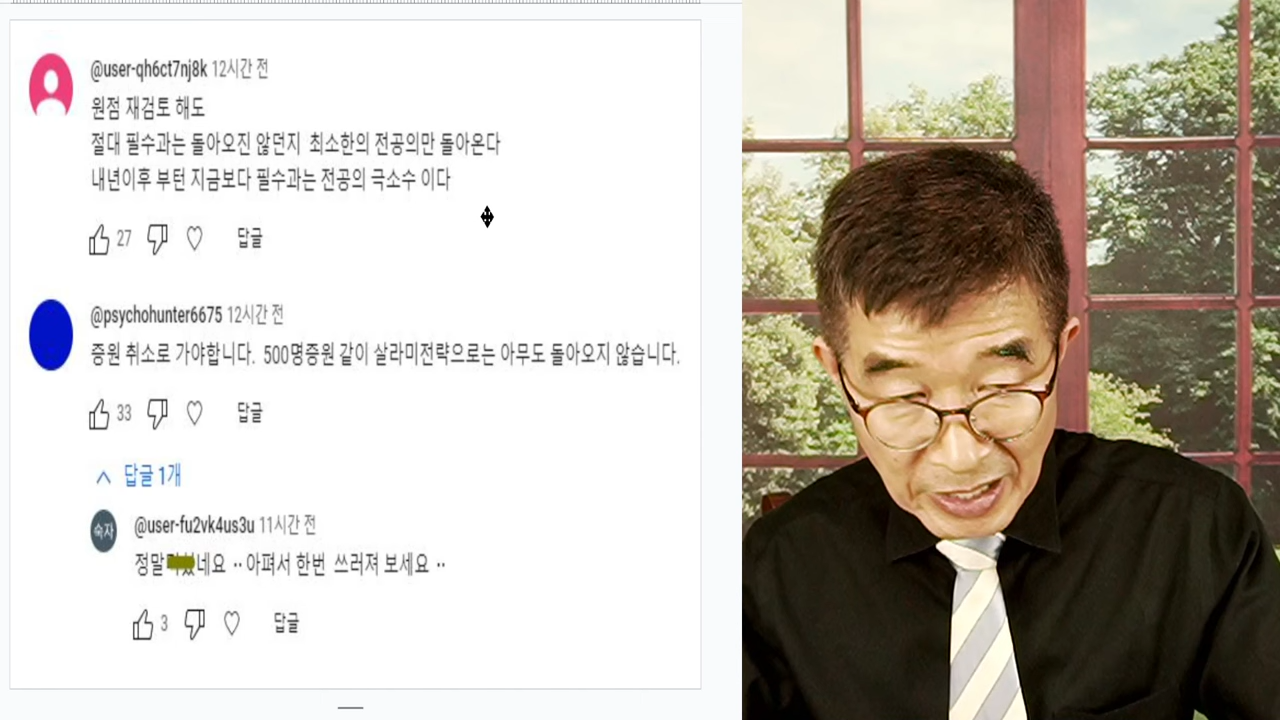 @user-qh6ct7nj8k 12시간 전
원점 재검토 해도
절대 필수과는 돌아오진 않던지 최소한의 전공의만 돌아온다
내년이후 부턴 지금보다 필수과는 전공의 극소수 이다
27 답글
@psychohunter6675 12시간 전
증원 취소로 가야합니다. 500명증원 같이 살라미전략으로는 아무도 돌아오지 않습니다.
33 답글
답글 1개
숙자
@user-fu2vk4us3u 11시간 전
정말 네요 ·· 아펴서 한번 쓰러져 보세요 ··
3 답글